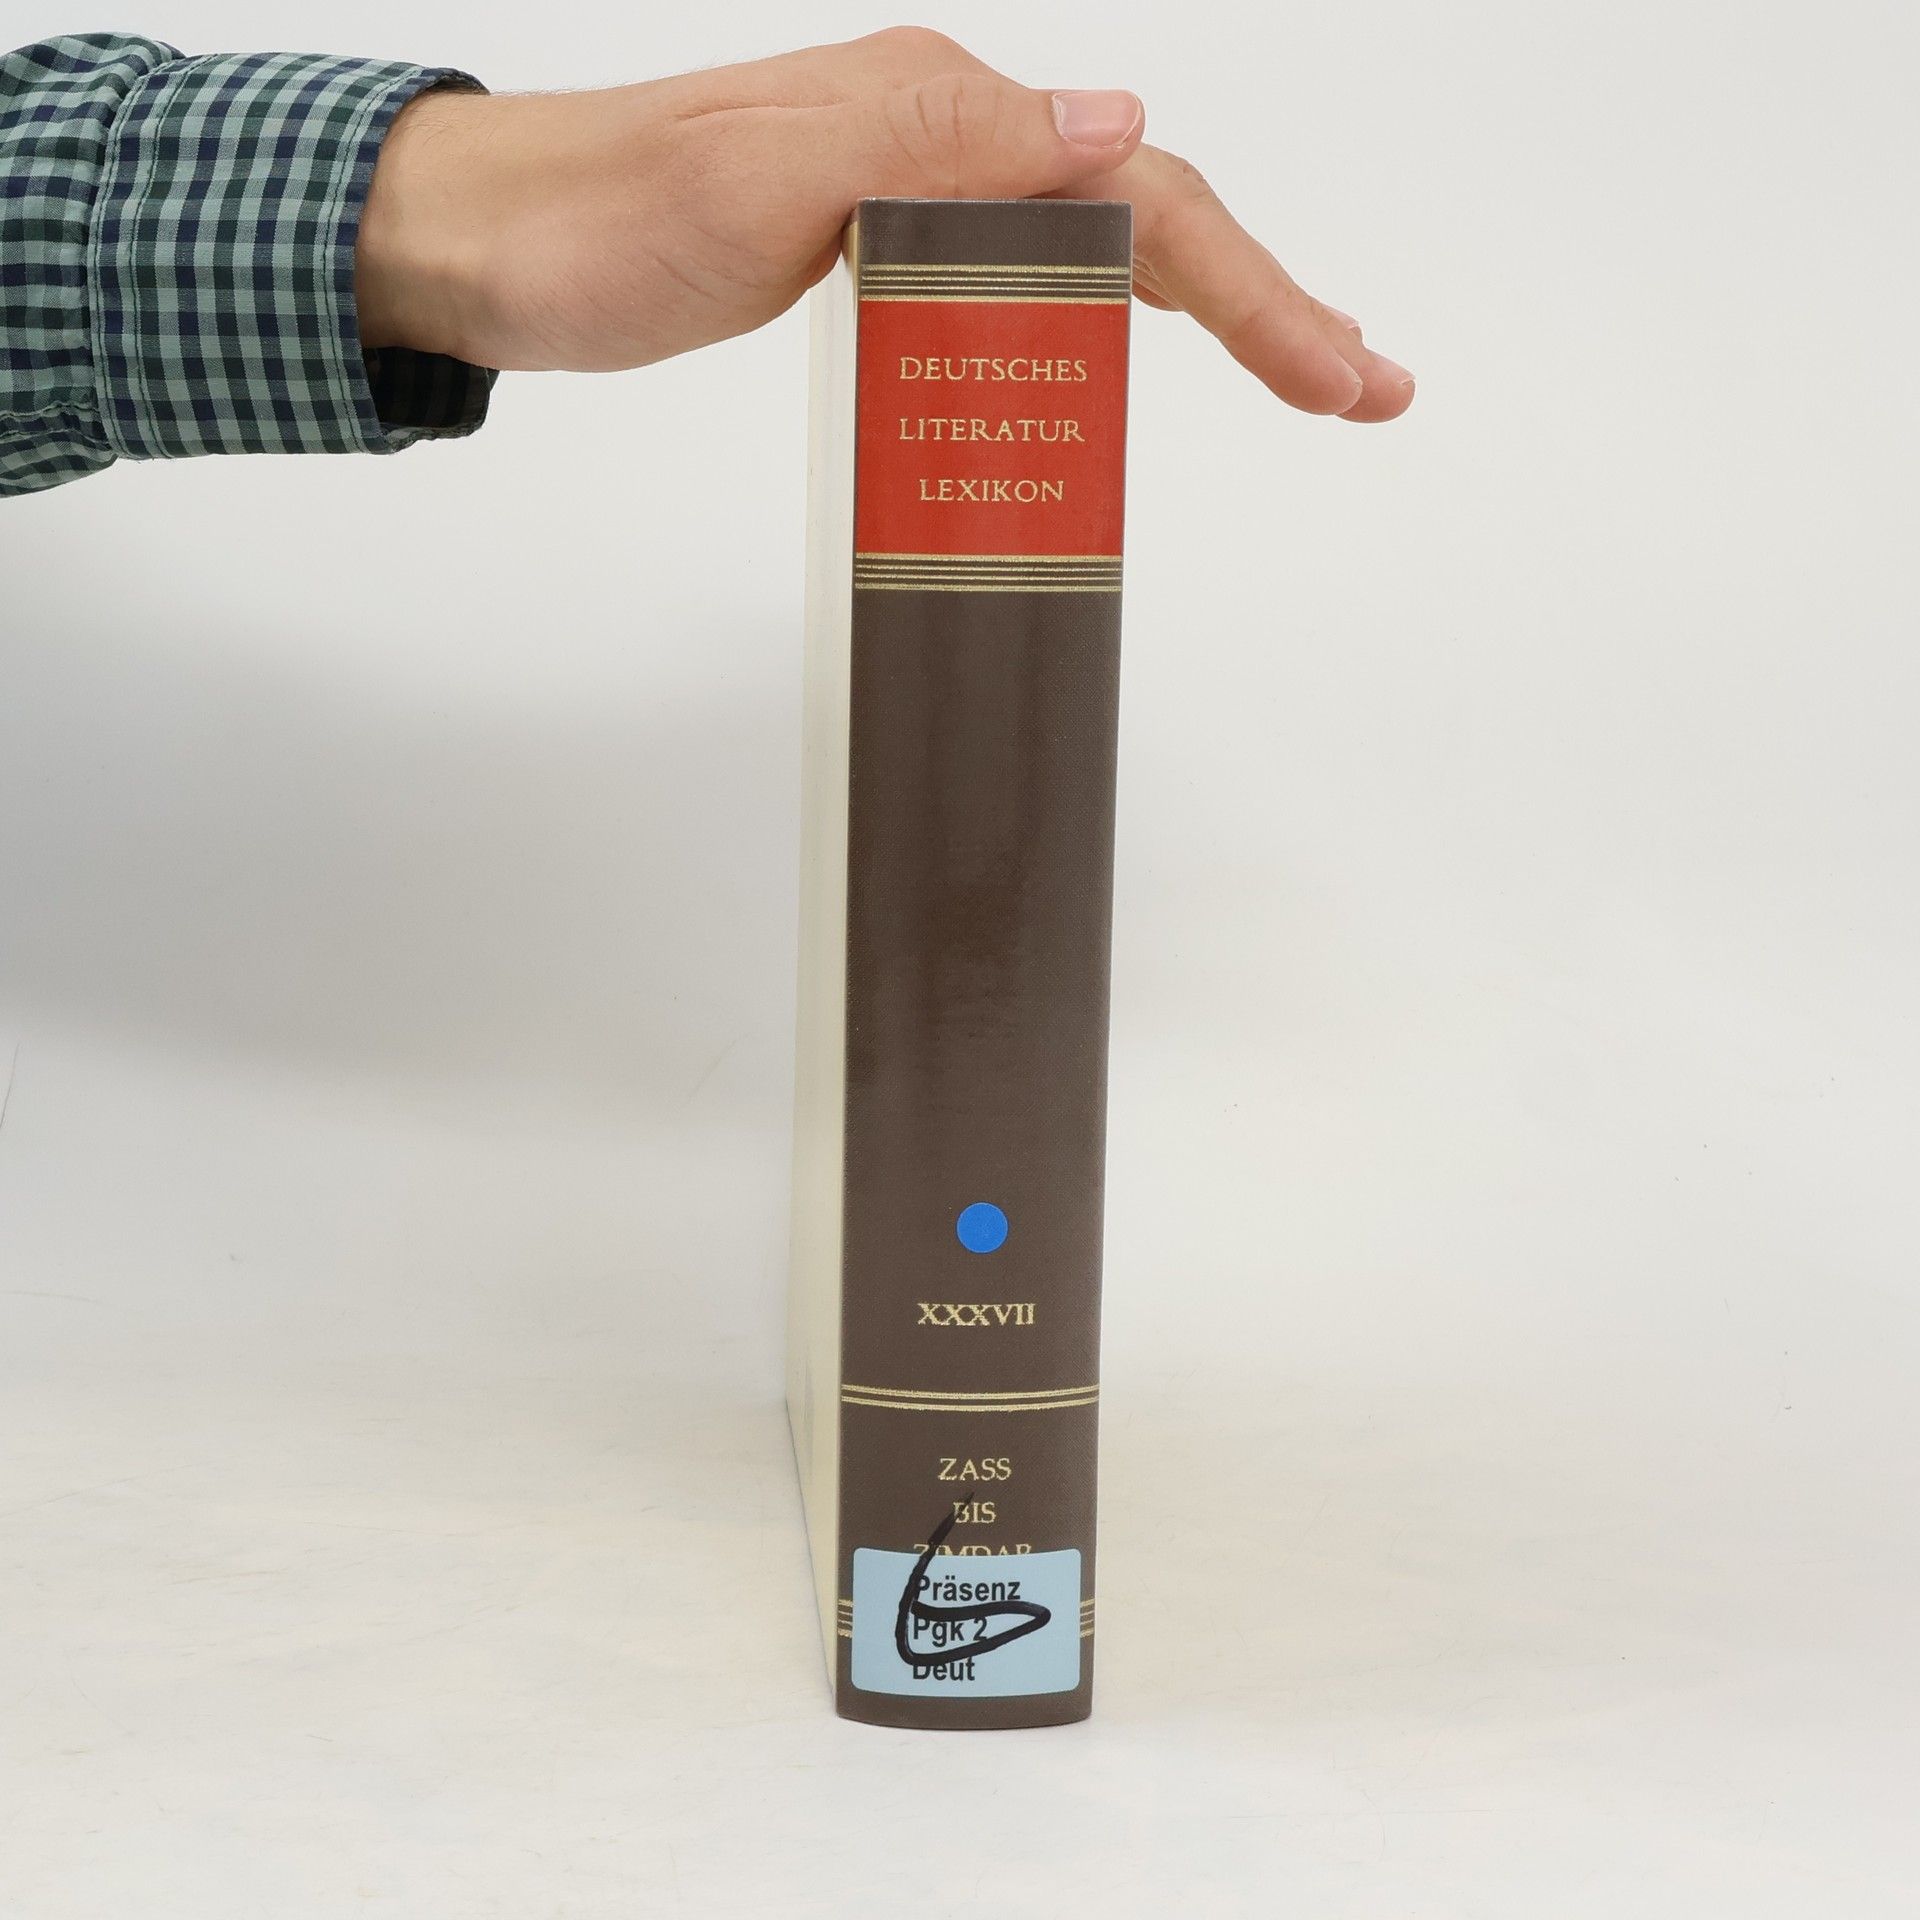 DEUTSCHES
LITERATUR
LEXIKON
XXXVII
ZASS
BIS
Präsenz
Pgk 2
Deut